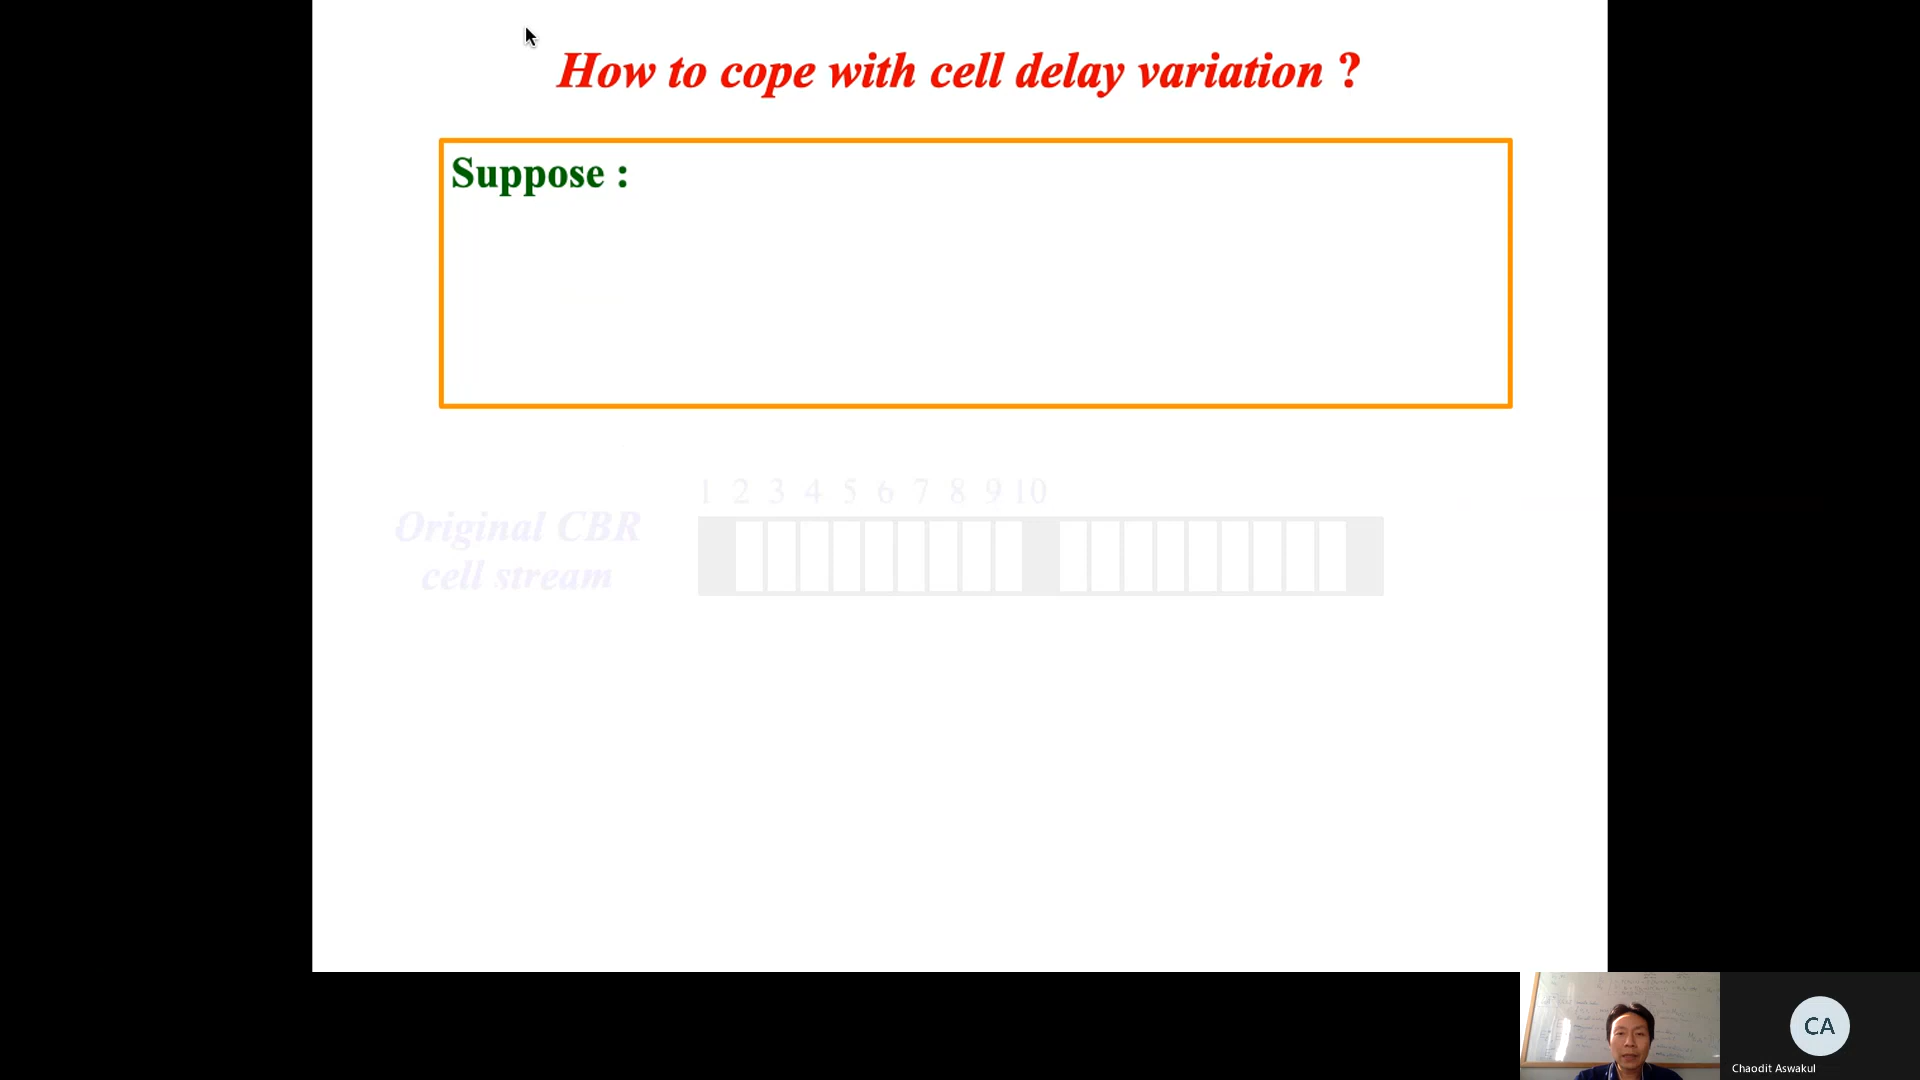 How to cope with cell delay variation ?
Suppose :
1 2 3 4 5 6 7 8 9 10
Original CBR
cell stream
CA
Chaodit Aswakul